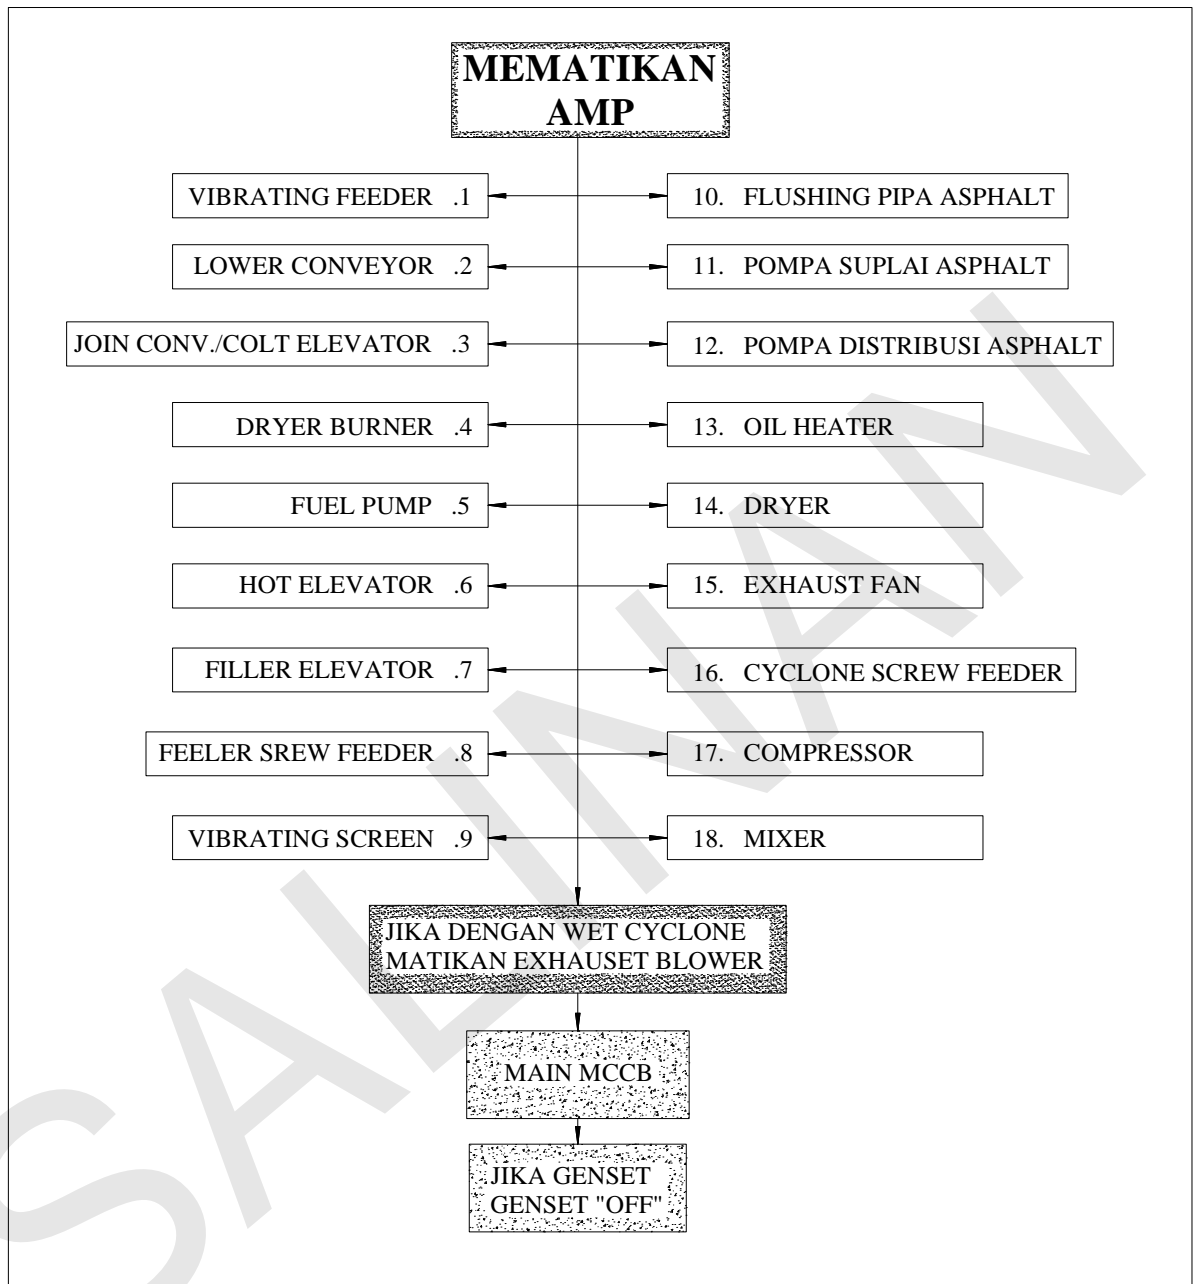 MEMATIKAN
AMP
VIBRATING FEEDER .1
10. FLUSHING PIPA ASPHALT
LOWER CONVEYOR .2
11. POMPA SUPLAI ASPHALT
JOIN CONV./COLT ELEVATOR .3
12. POMPA DISTRIBUSI ASPHALT
DRYER BURNER .4
13. OIL HEATER
FUEL PUMP .5
14. DRYER
HOT ELEVATOR .6
15. EXHAUST FAN
FILLER ELEVATOR .7
16. CYCLONE SCREW FEEDER
FEELER SREW FEEDER .8
17. COMPRESSOR
VIBRATING SCREEN .9
18. MIXER
JIKA DENGAN WET CYCLONE
MATIKAN EXHAUSET BLOWER
MAIN MCCB
JIKA GENSET
GENSET "OFF"
SALINAN